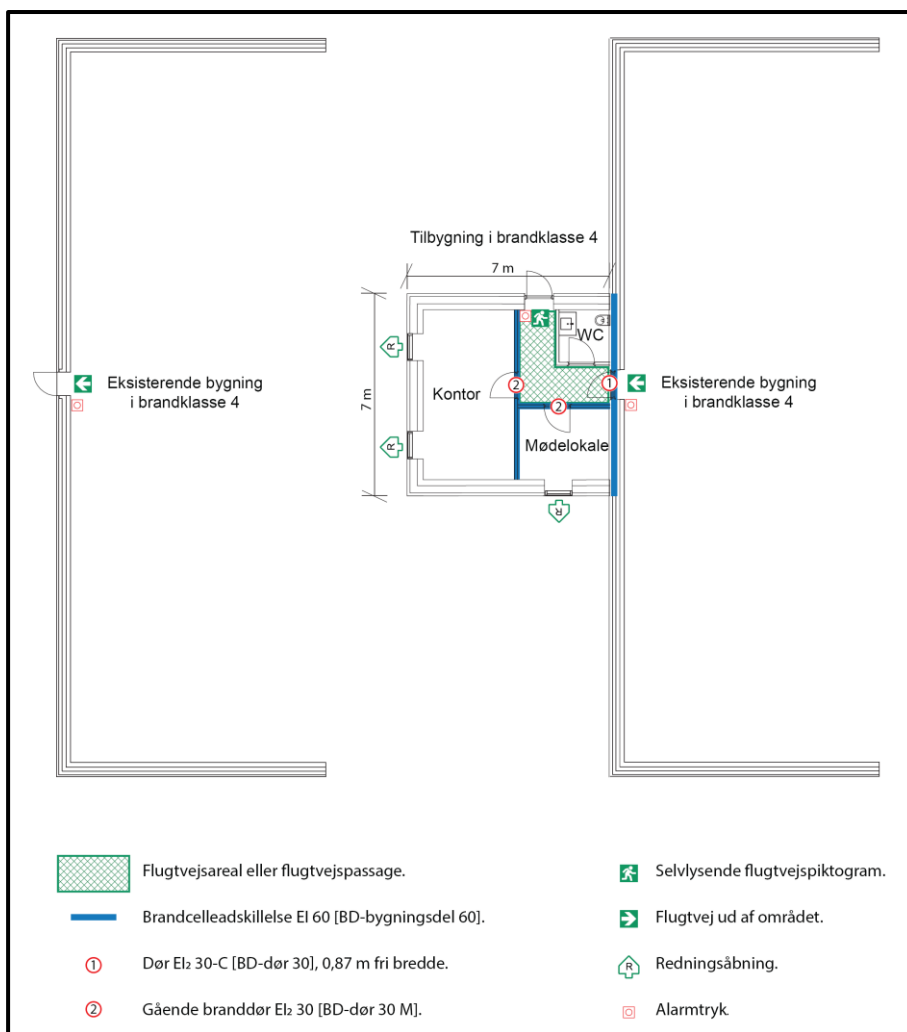 Tilbygning i brandklasse 4
7 m
7 m
R
R
R
WC
Kontor
Mødelokale
1
2
2
Eksisterende bygning
i brandklasse 4
Eksisterende bygning
i brandklasse 4
Flugtvejsareal eller flugtvejspassage.
Brandcelleadskillelse EI 60 [BD-bygningsdel 60].
1 Dør EI₂ 30-C [BD-dør 30], 0,87 m fri bredde.
2 Gående branddør EI₂ 30 [BD-dør 30 M].
Selvlysende flugtvejspiktogram.
Flugtvej ud af området.
R Redningsåbning.
Alarmtryk.